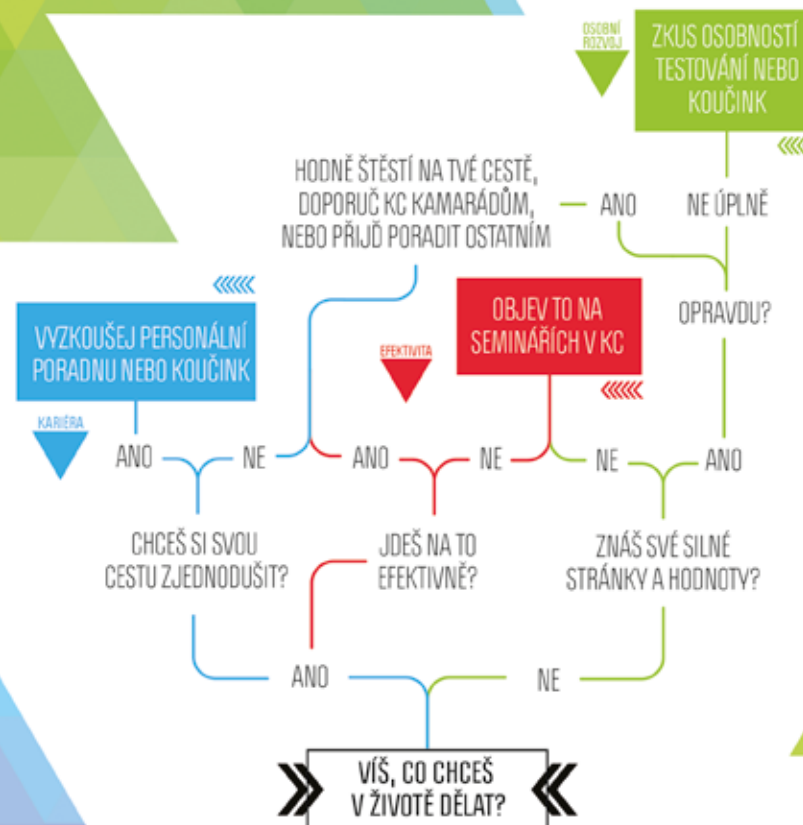 OSOBNÍ
ROZVOJ
ZKUS OSOBNOSTÍ
TESTOVÁNÍ NEBO
KOUČINK
HODNĚ ŠTĚSTÍ NA TVÉ CESTĚ,
DOPORUČ KC KAMARÁDŮM,
NEBO PŘIJĎ PORADIT OSTATNÍM
ANO
NE ÚPLNĚ
OPRAVDU?
VYZKOUŠEJ PERSONÁLNÍ
PORADNU NEBO KOUČINK
OBJEV TO NA
SEMINÁŘÍCH V KC
EFEKTIVITA
KARIÉRA
ANO
NE
ANO
NE
NE
ANO
CHCEŠ SI SVOU
CESTU ZJEDNODUŠIT?
JDEŠ NA TO
EFEKTIVNĚ?
ZNÁŠ SVÉ SILNÉ
STRÁNKY A HODNOTY?
ANO
NE
VÍŠ, CO CHCEŠ
V ŽIVOTĚ DĚLAT?